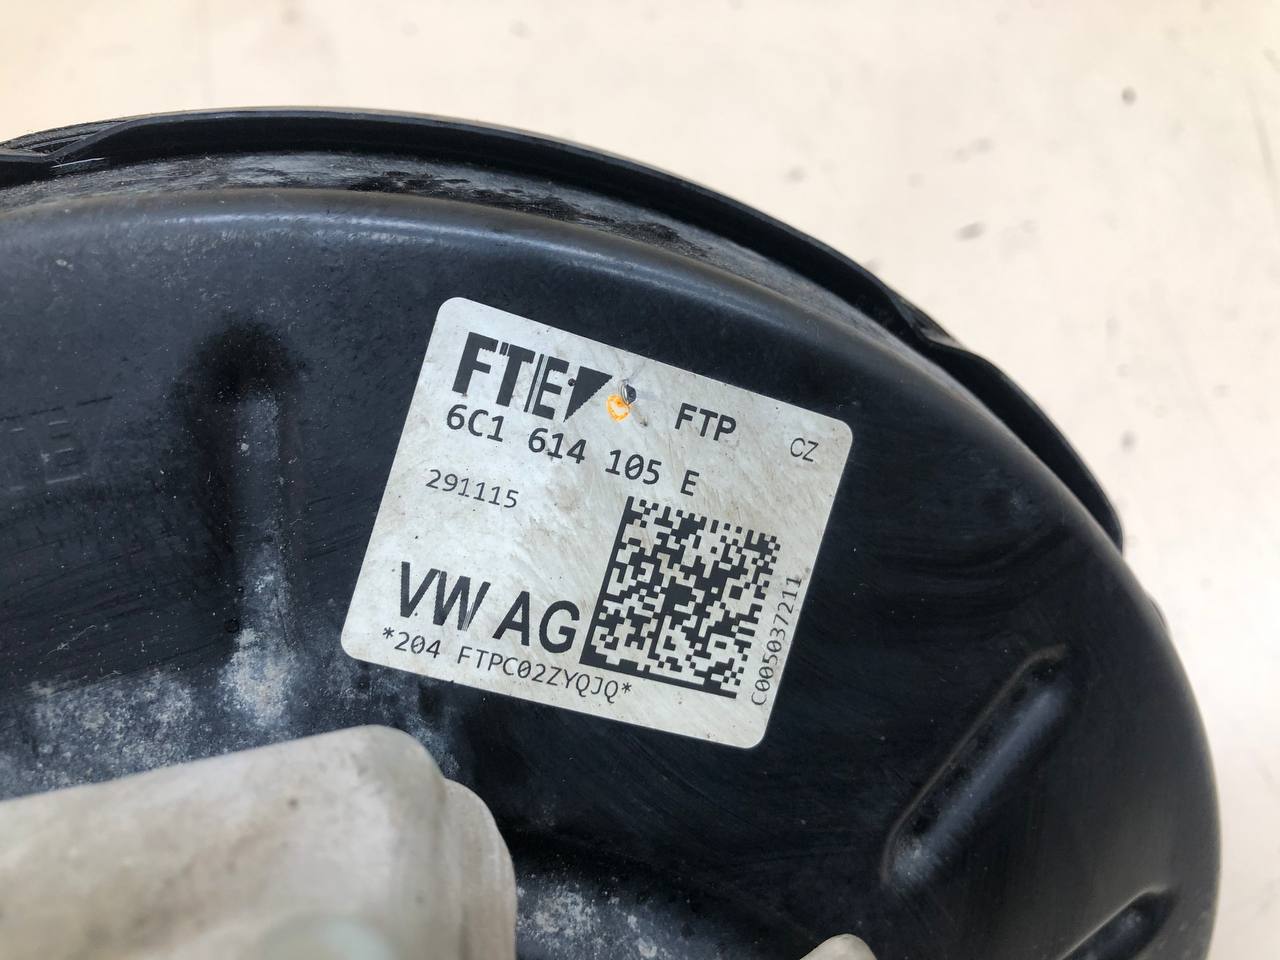 FTE
FTP
CZ
6C1 614 105 E
291115
VW AG
*204 FTPC02ZYQJQ*
C005037211